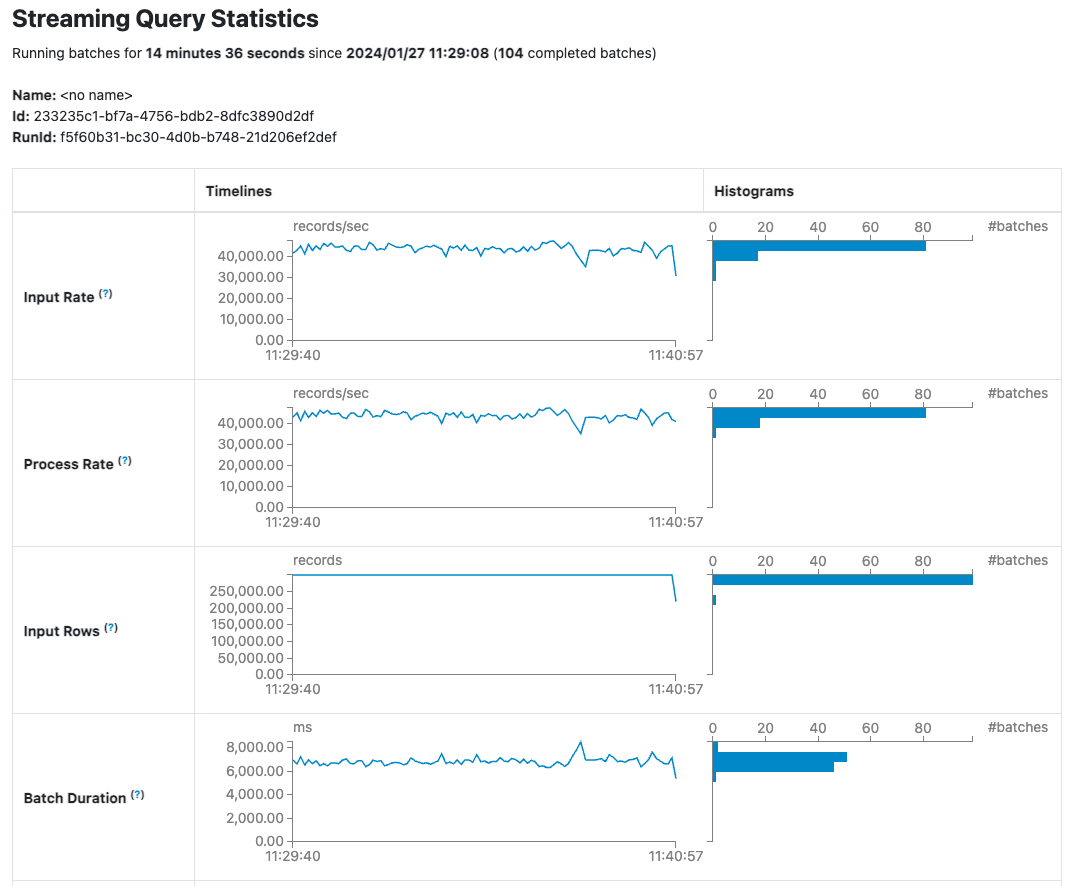 Streaming Query Statistics
Running batches for 14 minutes 36 seconds since 2024/01/27 11:29:08 (104 completed batches)
Name: <no name>
Id: 233235c1-bf7a-4756-bdb2-8dfc3890d2df
RunId: f5f60b31-bc30-4d0b-b748-21d206ef2def
Timelines Histograms
Input Rate (?)
records/sec
40,000.00
30,000.00
20,000.00
10,000.00
0.00
11:29:40 11:40:57
0 20 40 60 80 #batches
Process Rate (?)
records/sec
40,000.00
30,000.00
20,000.00
10,000.00
0.00
11:29:40 11:40:57
0 20 40 60 80 #batches
Input Rows (?)
records
250,000.00
200,000.00
150,000.00
100,000.00
50,000.00
0.00
11:29:40 11:40:57
0 20 40 60 80 #batches
Batch Duration (?)
ms
8,000.00
6,000.00
4,000.00
2,000.00
0.00
11:29:40 11:40:57
0 20 40 60 80 #batches